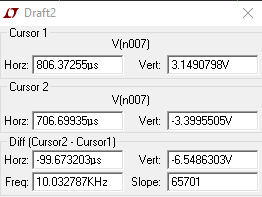 Draft2
Cursor 1
V(n007)
Horz: 806.37255µs Vert: 3.1490798V
Cursor 2
V(n007)
Horz: 706.69935µs Vert: -3.3995505V
Diff (Cursor2 - Cursor1)
Horz: -99.673203µs Vert: -6.5486303V
Freq: 10.032787KHz Slope: 65701